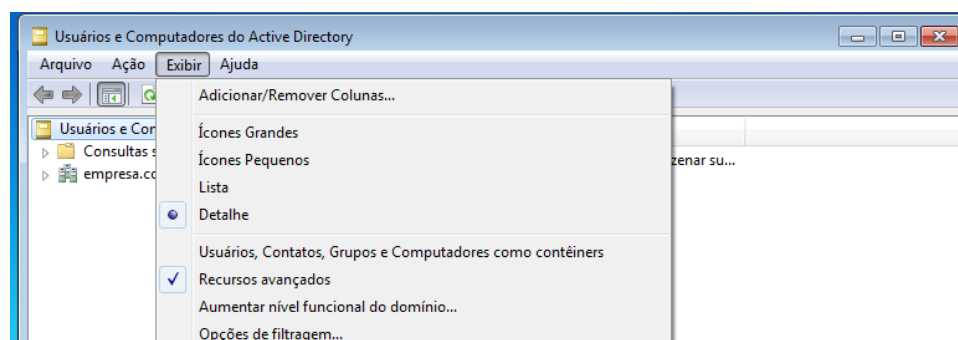 Usuários e Computadores do Active Directory
Arquivo Ação Exibir Ajuda
Adicionar/Remover Colunas...
Usuários e Cor
Ícones Grandes
Consultas s
Ícones Pequenos
zenar su...
empresa.co
Lista
Detalhe
Usuários, Contatos, Grupos e Computadores como contêiners
Recursos avançados
Aumentar nível funcional do domínio...
Opções de filtragem...